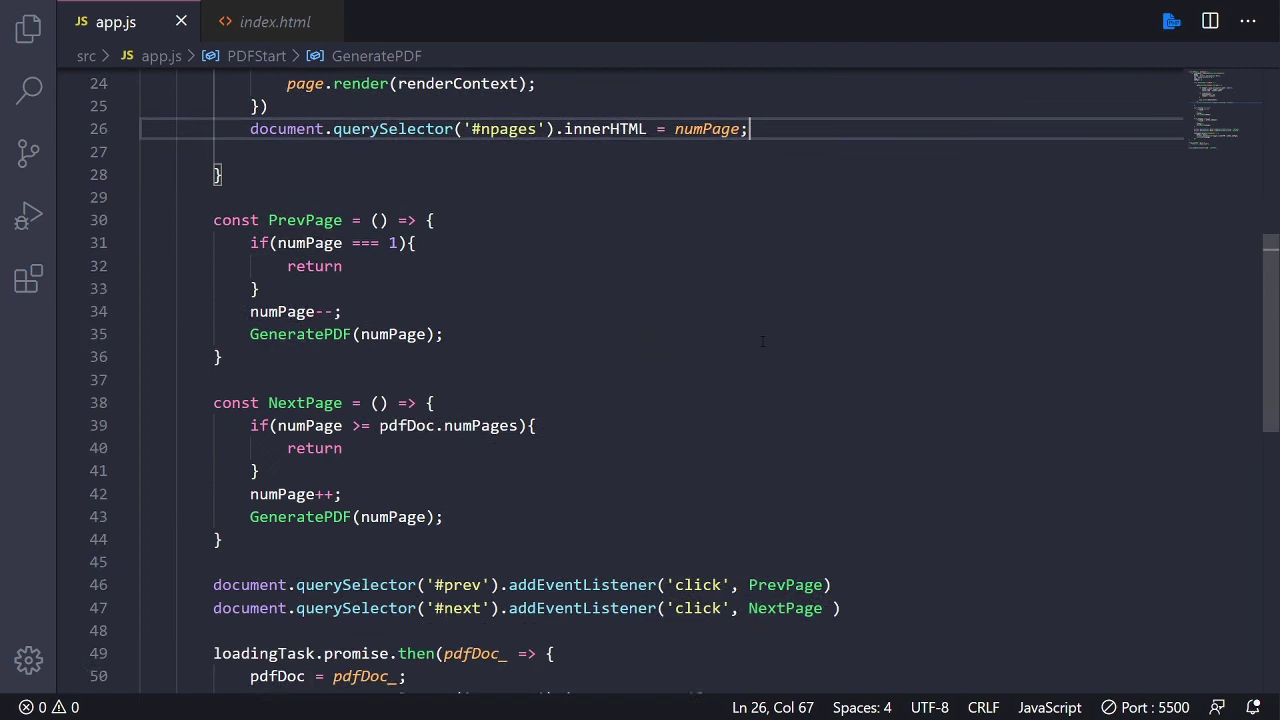 JS app.js × <> index.html ...
src > JS app.js > PDFStart > GeneratePDF
24 page.render(renderContext);
25 })
26 document.querySelector('#npages').innerHTML = numPage;
27
28 }
29
30 const PrevPage = () => {
31 if(numPage === 1){
32 return
33 }
34 numPage--;
35 GeneratePDF(numPage);
36 }
37
38 const NextPage = () => {
39 if(numPage >= pdfDoc.numPages){
40 return
41 }
42 numPage++;
43 GeneratePDF(numPage);
44 }
45
46 document.querySelector('#prev').addEventListener('click', PrevPage)
47 document.querySelector('#next').addEventListener('click', NextPage )
48
49 loadingTask.promise.then(pdfDoc_ => {
50 pdfDoc = pdfDoc_;
0 0 Ln 26, Col 67 Spaces: 4 UTF-8 CRLF JavaScript Port : 5500